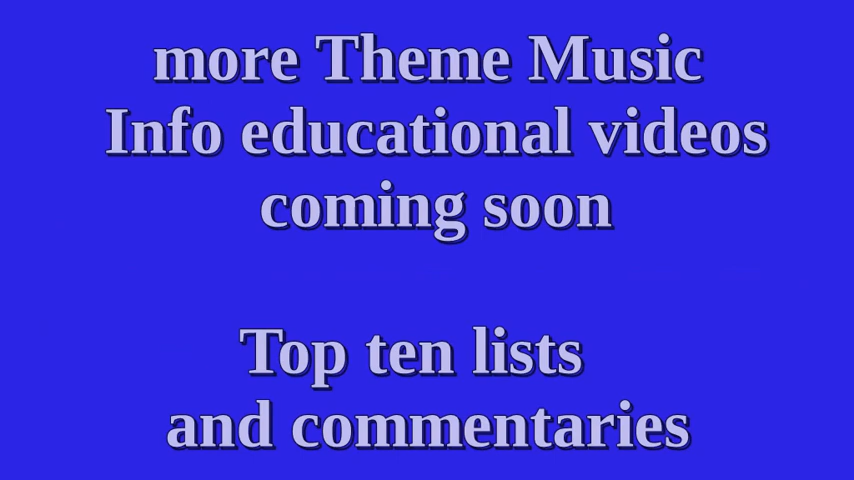 more Theme Music
Info educational videos
coming soon
Top ten lists
and commentaries